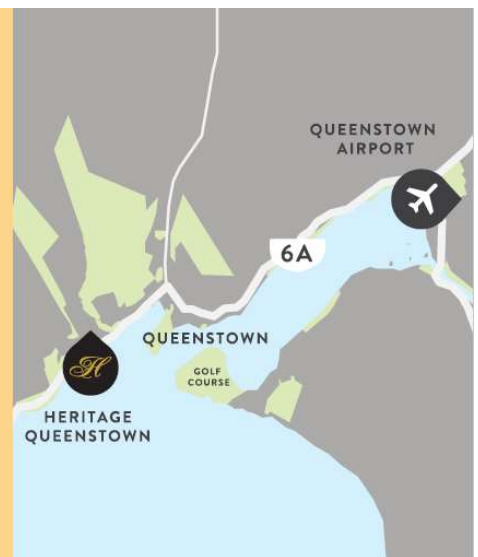 QUEENSTOWN
AIRPORT
6A
QUEENSTOWN
GOLF
COURSE
H
HERITAGE
QUEENSTOWN